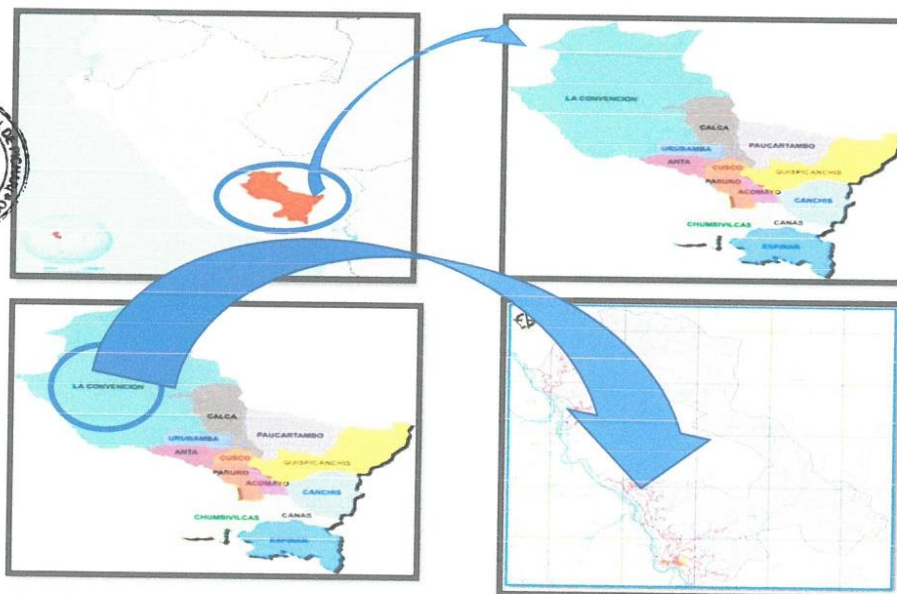 LA CONVENCION
CALCA
URUBAMBA
PAUCARTAMBO
ANTA
CUSCO
QUISPICANCHIS
PARURO
ACOMAYO
CANCHIS
CHUMBIVILCAS
CANAS
ESPINAR
LA CONVENCION
CALCA
URUBAMBA
PAUCARTAMBO
ANTA
CUSCO
QUISPICANCHIS
PARURO
ACOMAYO
CANCHIS
CHUMBIVILCAS
CANAS
ESPINAR